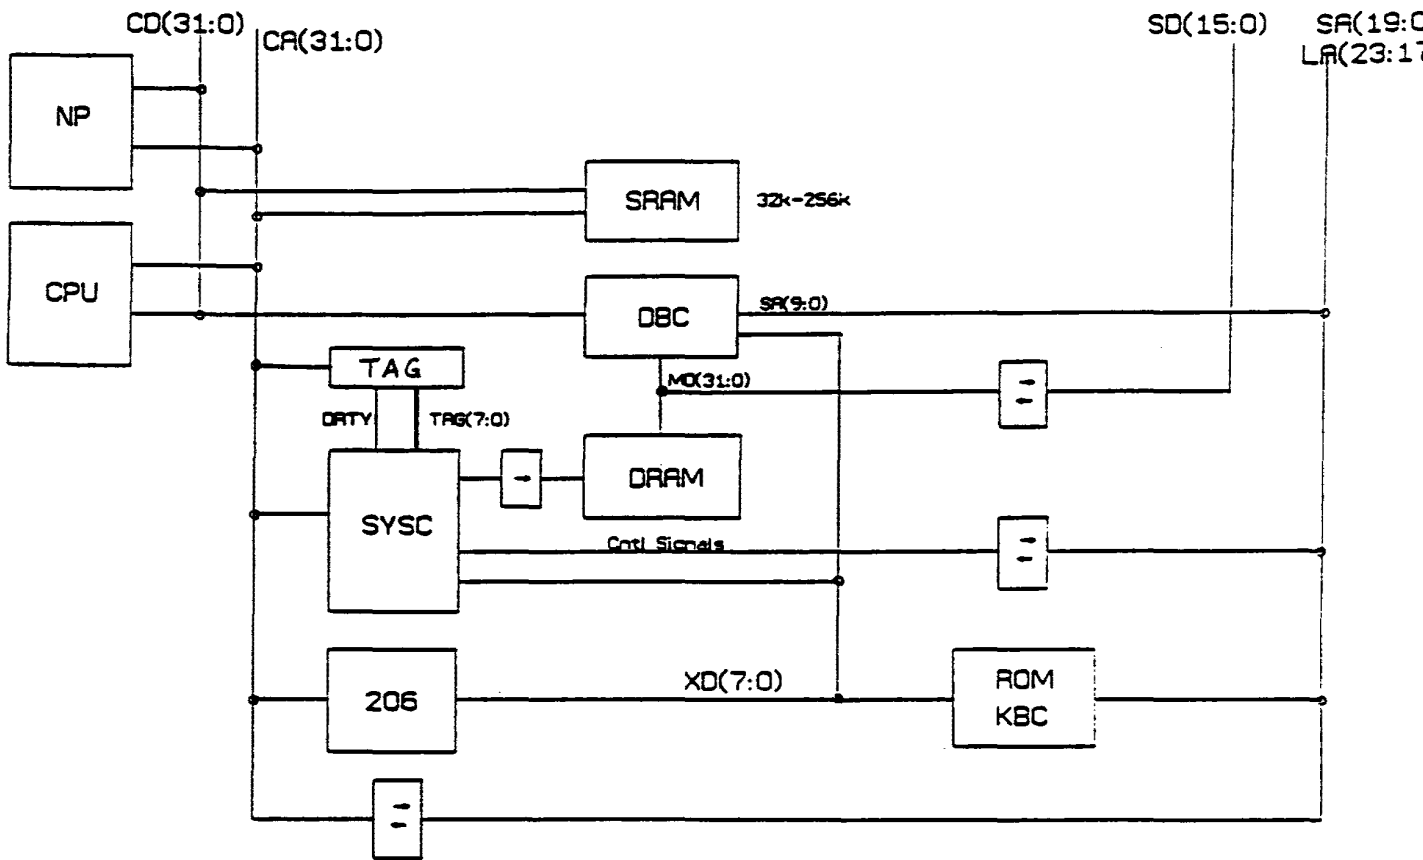 CD(31:0)
CA(31:0)
SD(15:0)
SA(19:0
LA(23:17
NP
SRAM
32k-256k
CPU
DBC
SA(9:0)
TAG
MD(31:0)
DRTY
TAG(7:0)
DRAM
SYSC
Cntl Signals
206
XD(7:0)
ROM
KBC